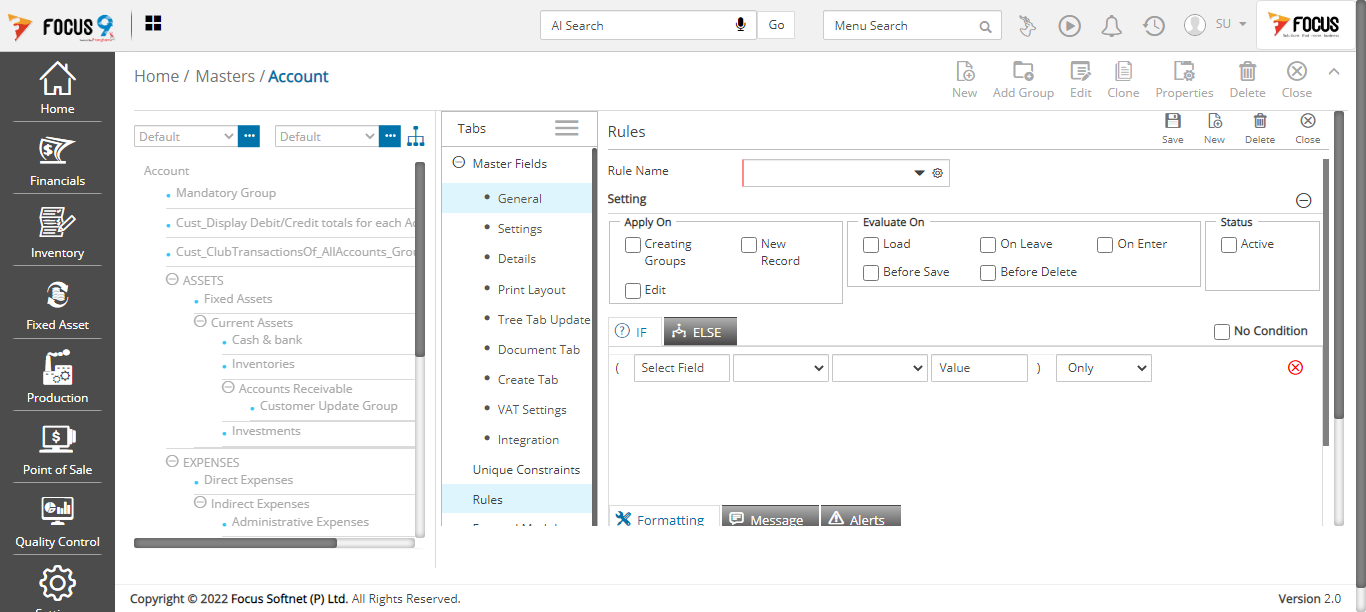 FOCUS 9
AI Search
Go
Menu Search
SU
FOCUS
Home / Masters / Account
New
Add Group
Edit
Clone
Properties
Delete
Close
Home
Financials
Inventory
Fixed Asset
Production
Point of Sale
Quality Control
Default
Default
Account
Mandatory Group
Cust_Display Debit/Credit totals for each Ac
Cust_ClubTransactionsOf_AllAccounts_Grou
ASSETS
Fixed Assets
Current Assets
Cash & bank
Inventories
Accounts Receivable
Customer Update Group
Investments
EXPENSES
Direct Expenses
Indirect Expenses
Administrative Expenses
Tabs
Master Fields
General
Settings
Details
Print Layout
Tree Tab Update
Document Tab
Create Tab
VAT Settings
Integration
Unique Constraints
Rules
Rules
Save
New
Delete
Close
Rule Name
Setting
Apply On
Creating Groups
New Record
Edit
Evaluate On
Load
On Leave
On Enter
Before Save
Before Delete
Status
Active
IF
ELSE
No Condition
( Select Field Value ) Only
Formatting
Message
Alerts
Copyright © 2022 Focus Softnet (P) Ltd. All Rights Reserved.
Version 2.0